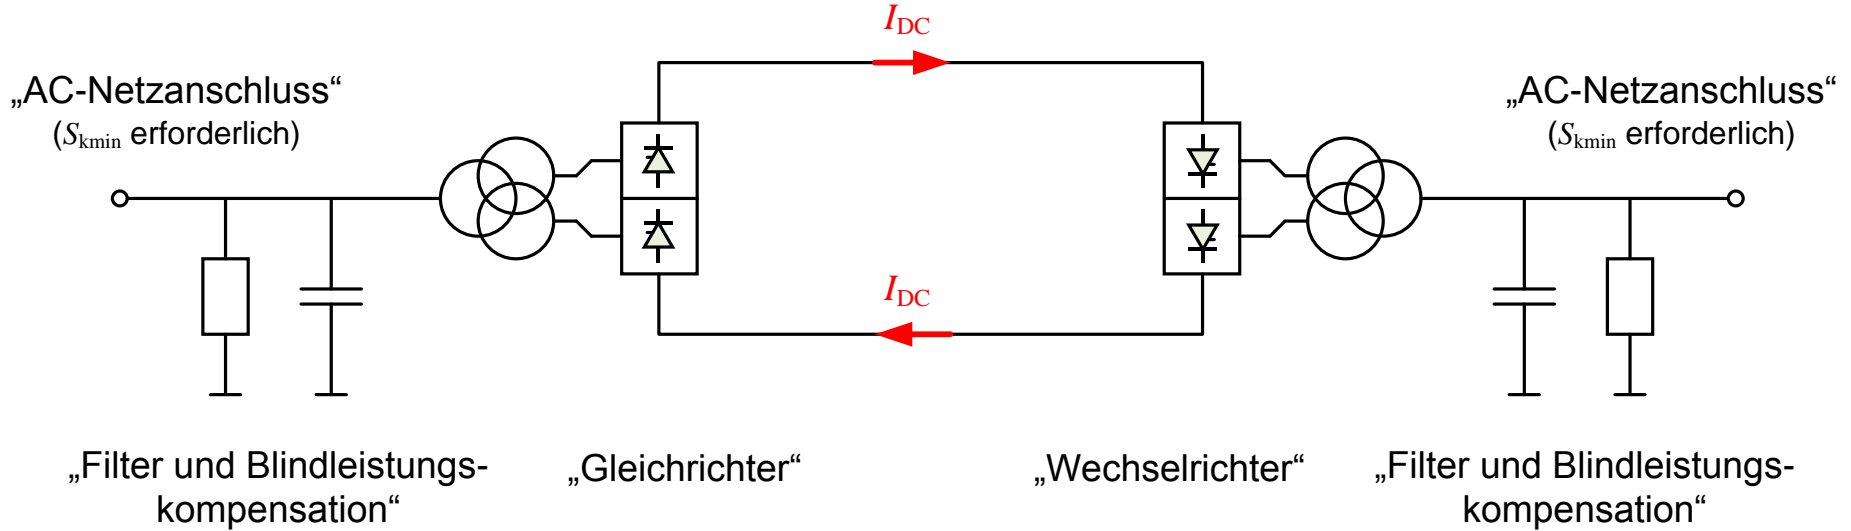 I_DC
„AC-Netzanschluss“
(S_kmin erforderlich)
„AC-Netzanschluss“
(S_kmin erforderlich)
I_DC
„Filter und Blindleistungs-
kompensation“
„Gleichrichter“
„Wechselrichter“
„Filter und Blindleistungs-
kompensation“